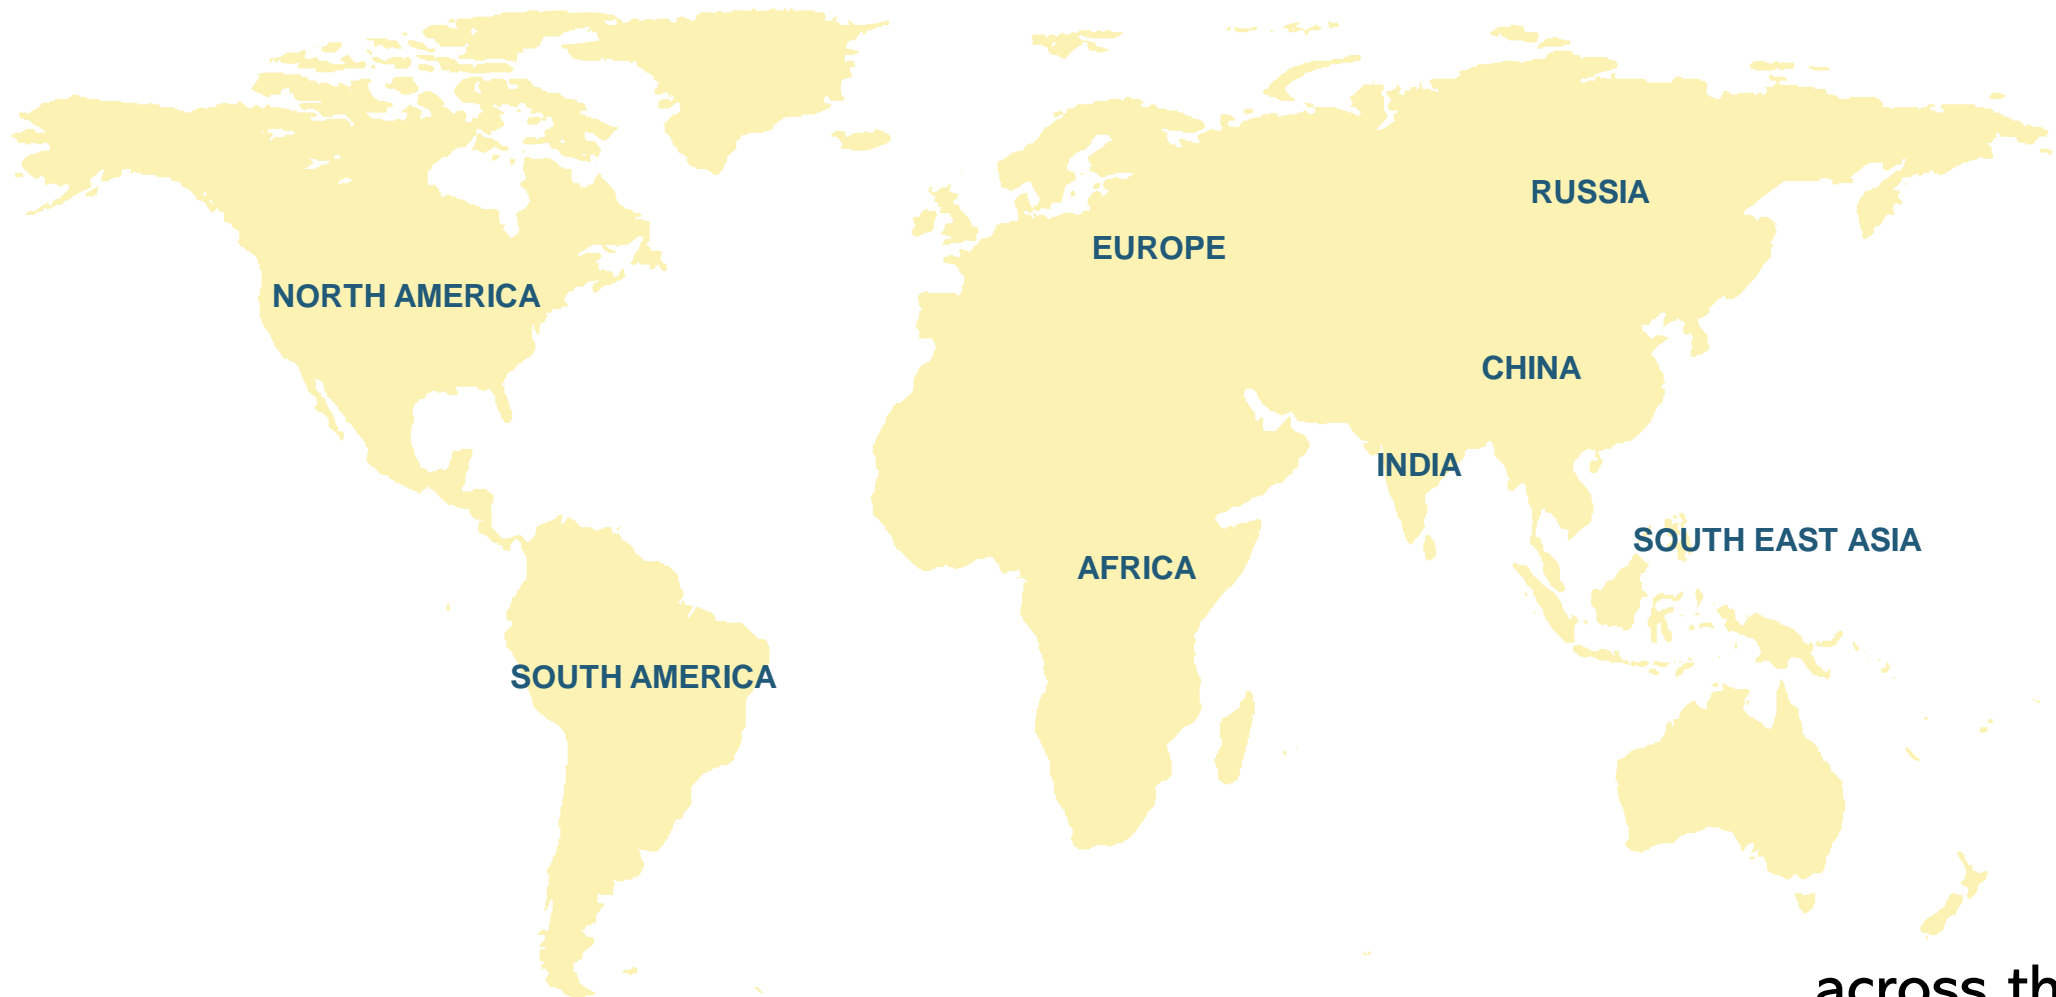 RUSSIA
EUROPE
NORTH AMERICA
CHINA
INDIA
SOUTH EAST ASIA
AFRICA
SOUTH AMERICA
across th